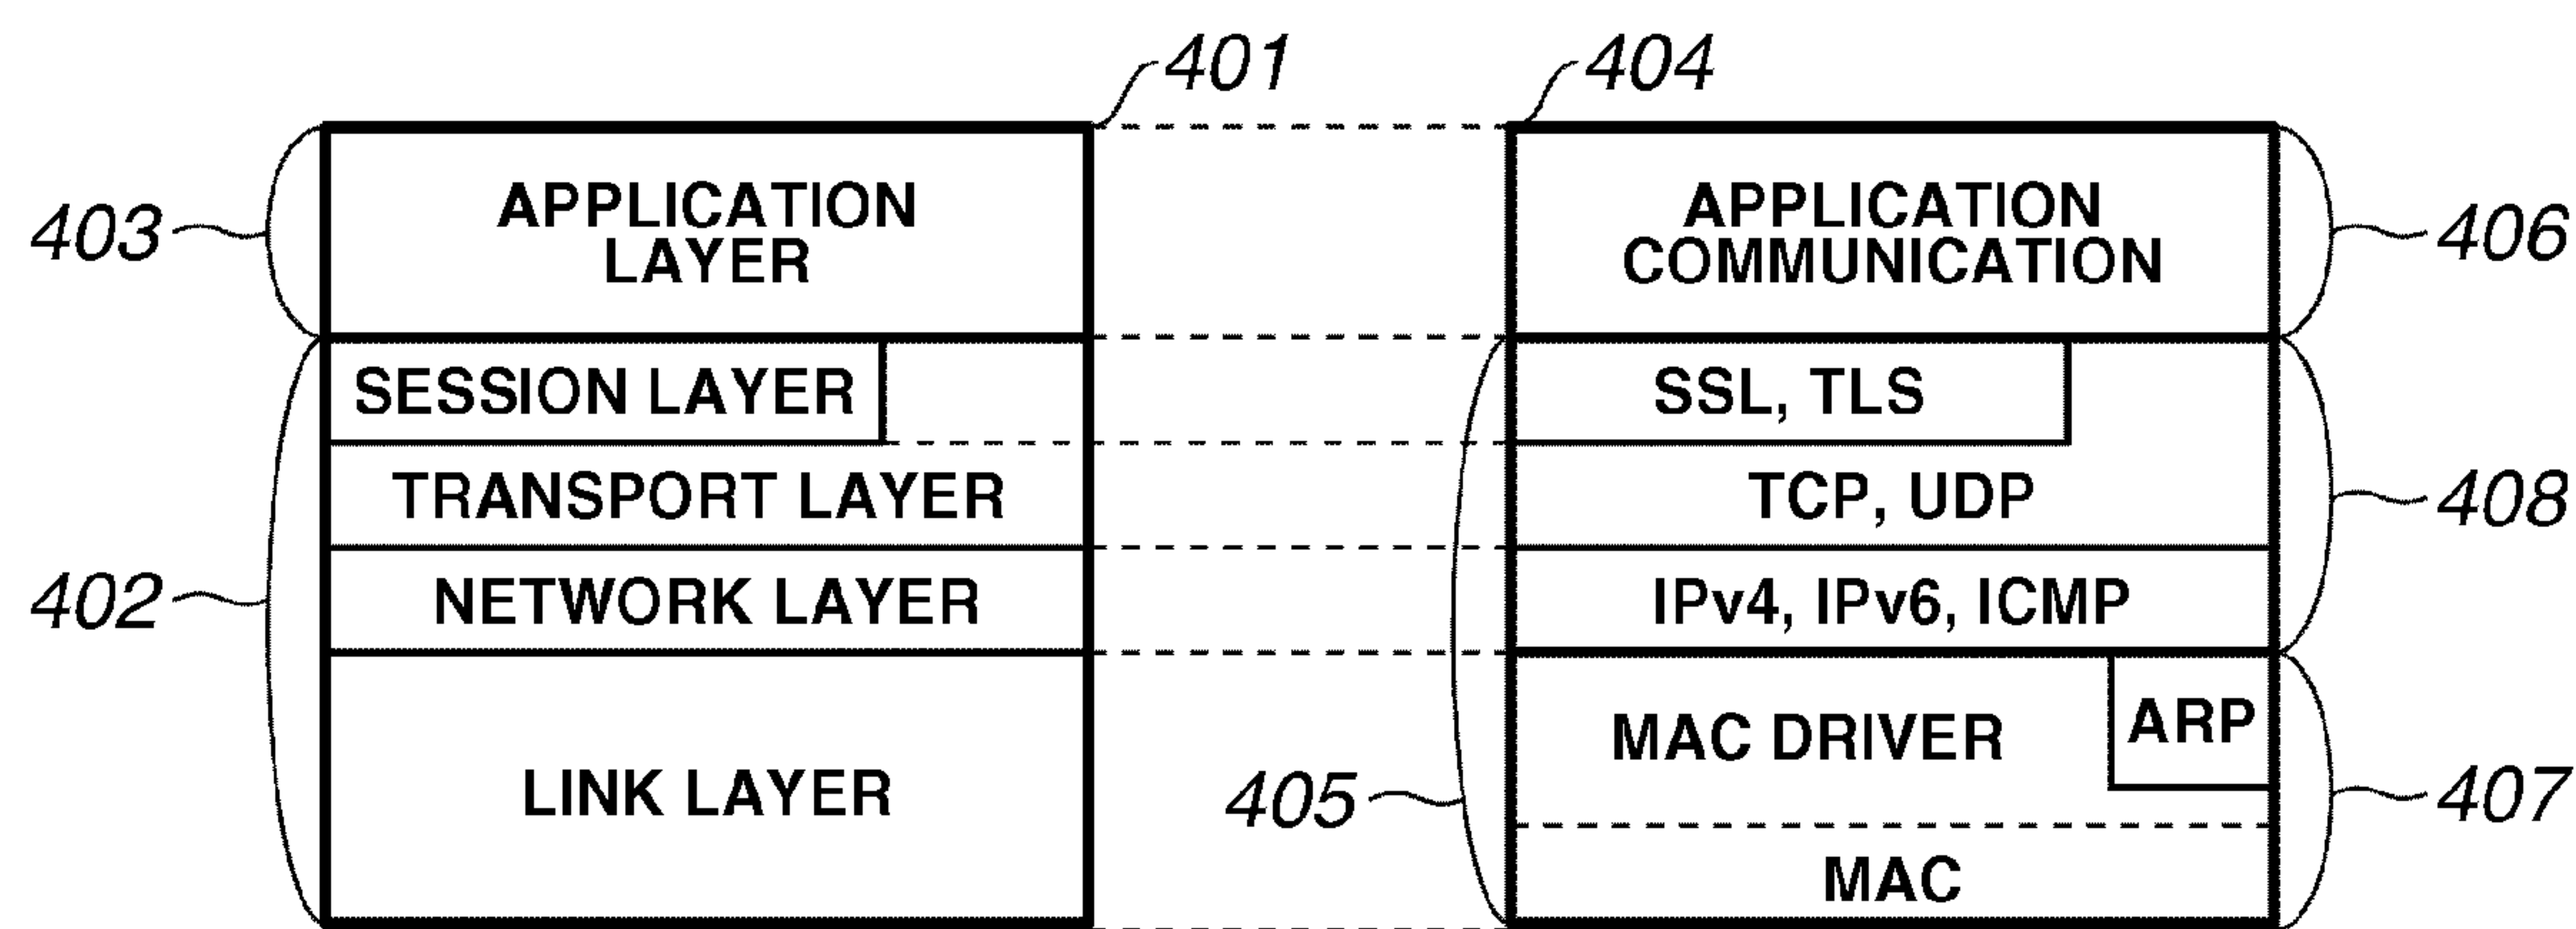 401
404
403
APPLICATION
LAYER
APPLICATION
COMMUNICATION
406
SESSION LAYER
SSL, TLS
TRANSPORT LAYER
TCP, UDP
408
402
NETWORK LAYER
IPv4, IPv6, ICMP
LINK LAYER
405
MAC DRIVER
ARP
407
MAC